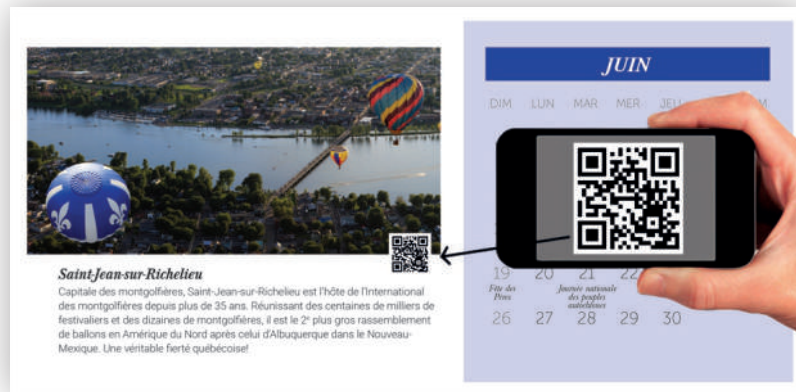 JUIN
DIM. LUN MAR MER JEU
Saint-Jean-sur-Richelieu
Capitale des montgolfières, Saint-Jean-sur-Richelieu est l'hôte de l'International
des montgolfières depuis plus de 35 ans. Réunissant des centaines de milliers de
festivaliers et des dizaines de montgolfières, il est le 2e plus gros rassemblement
de ballons en Amérique du Nord après celui d'Albuquerque dans le Nouveau-
Mexique. Une véritable fierté québécoise!
19 20 21 22
Fête des
Pères
Journée nationale
des peuples
autochtones
26 27 28 29 30